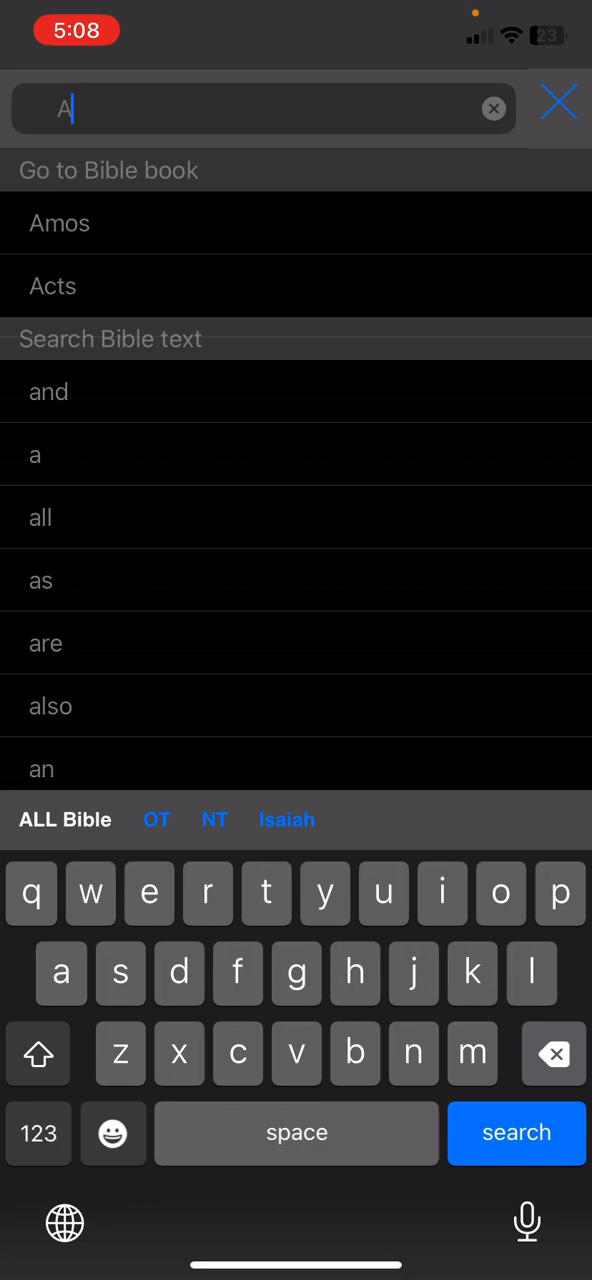 5:08
23
A
Go to Bible book
Amos
Acts
Search Bible text
and
a
all
as
are
also
an
ALL Bible OT NT Isaiah
q w e r t y u i o p
a s d f g h j k l
z x c v b n m
123 space search